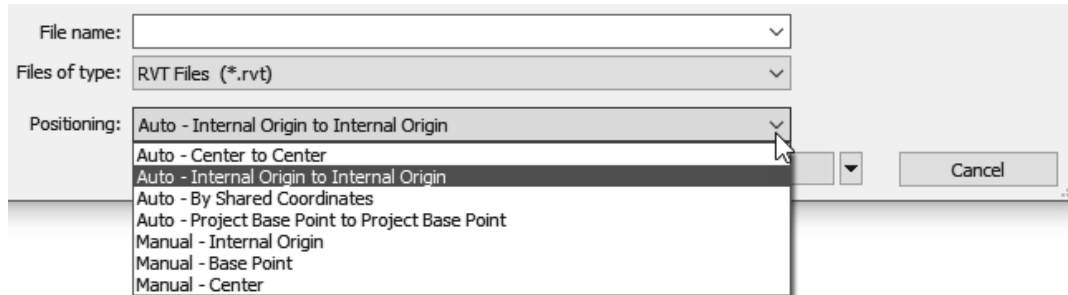 File name:
Files of type: RVT Files (*.rvt)
Positioning: Auto - Internal Origin to Internal Origin
Auto - Center to Center
Auto - Internal Origin to Internal Origin
Auto - By Shared Coordinates
Auto - Project Base Point to Project Base Point
Manual - Internal Origin
Manual - Base Point
Manual - Center
Cancel